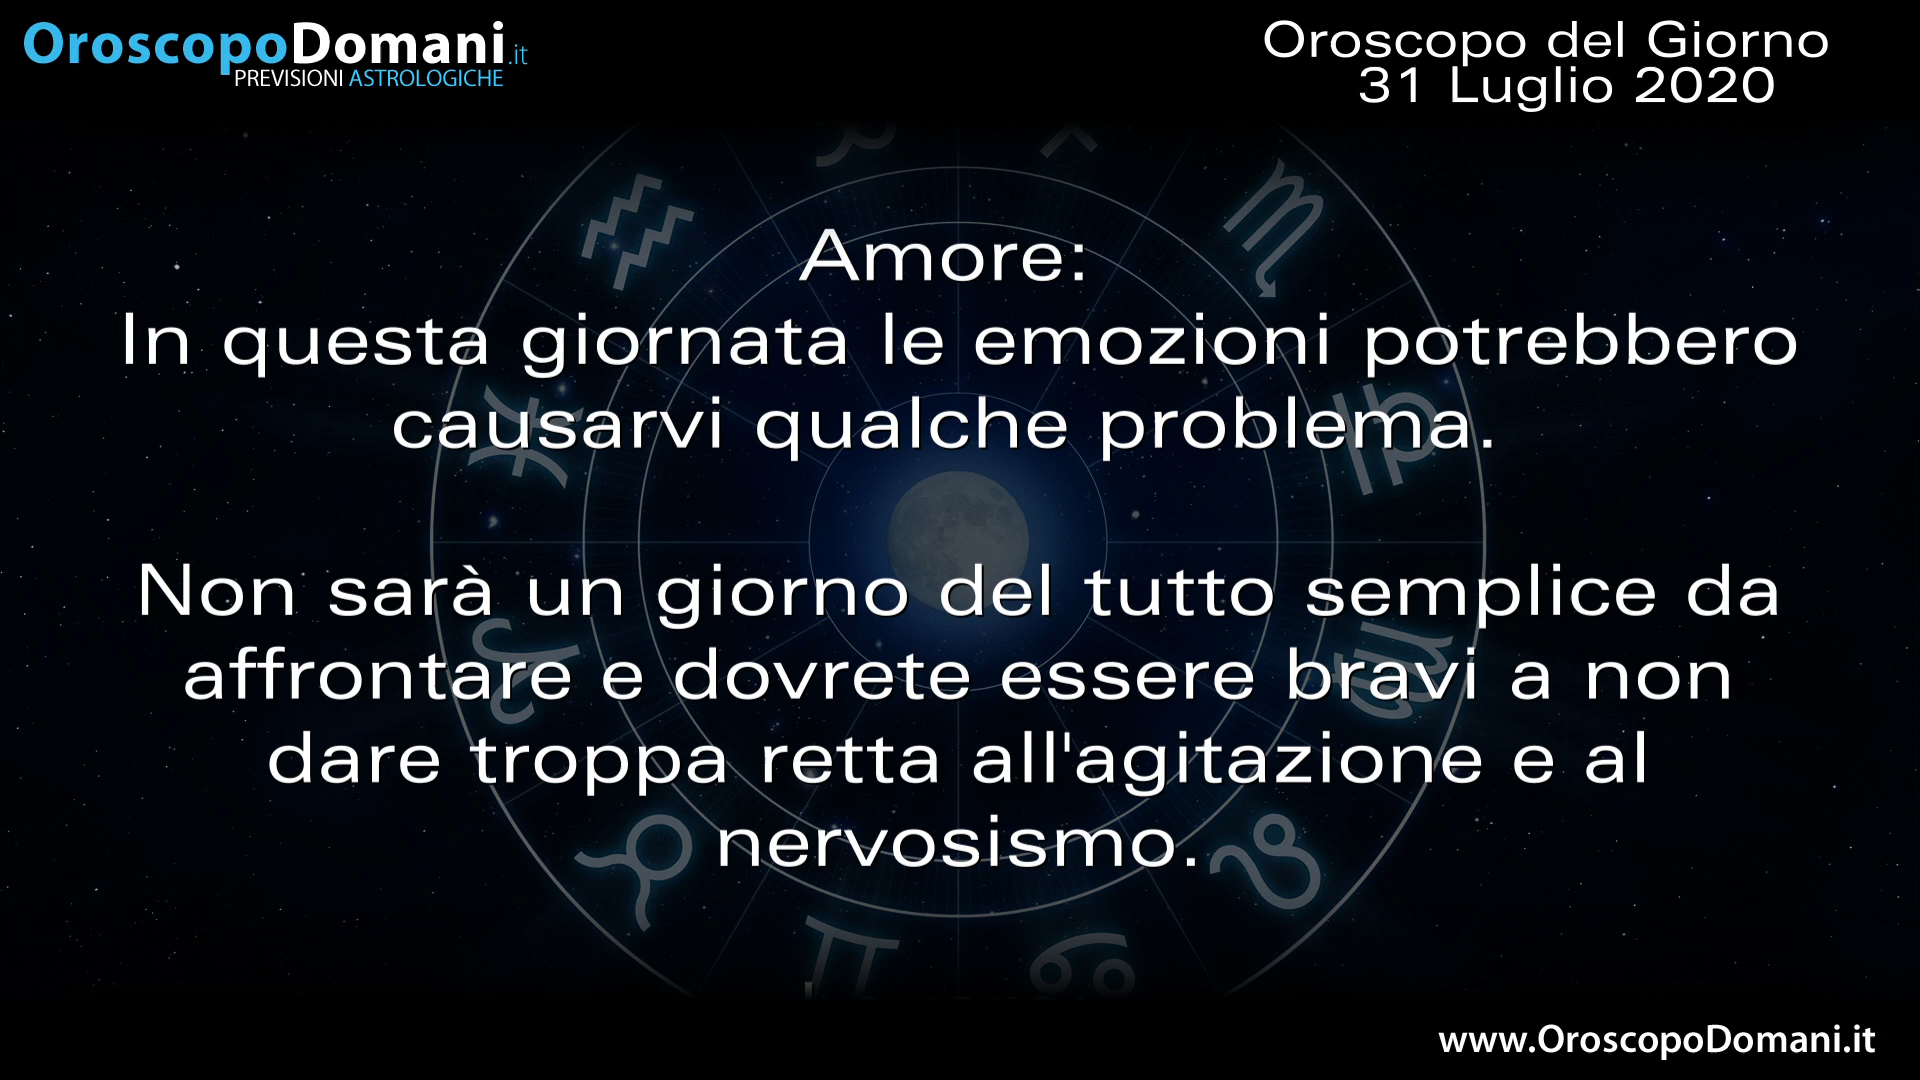 OroscopoDomani.it
PREVISIONI ASTROLOGICHE
Oroscopo del Giorno
31 Luglio 2020
Amore:
In questa giornata le emozioni potrebbero
causarvi qualche problema.
Non sarà un giorno del tutto semplice da
affrontare e dovrete essere bravi a non
dare troppa retta all'agitazione e al
nervosismo.
www.OroscopoDomani.it